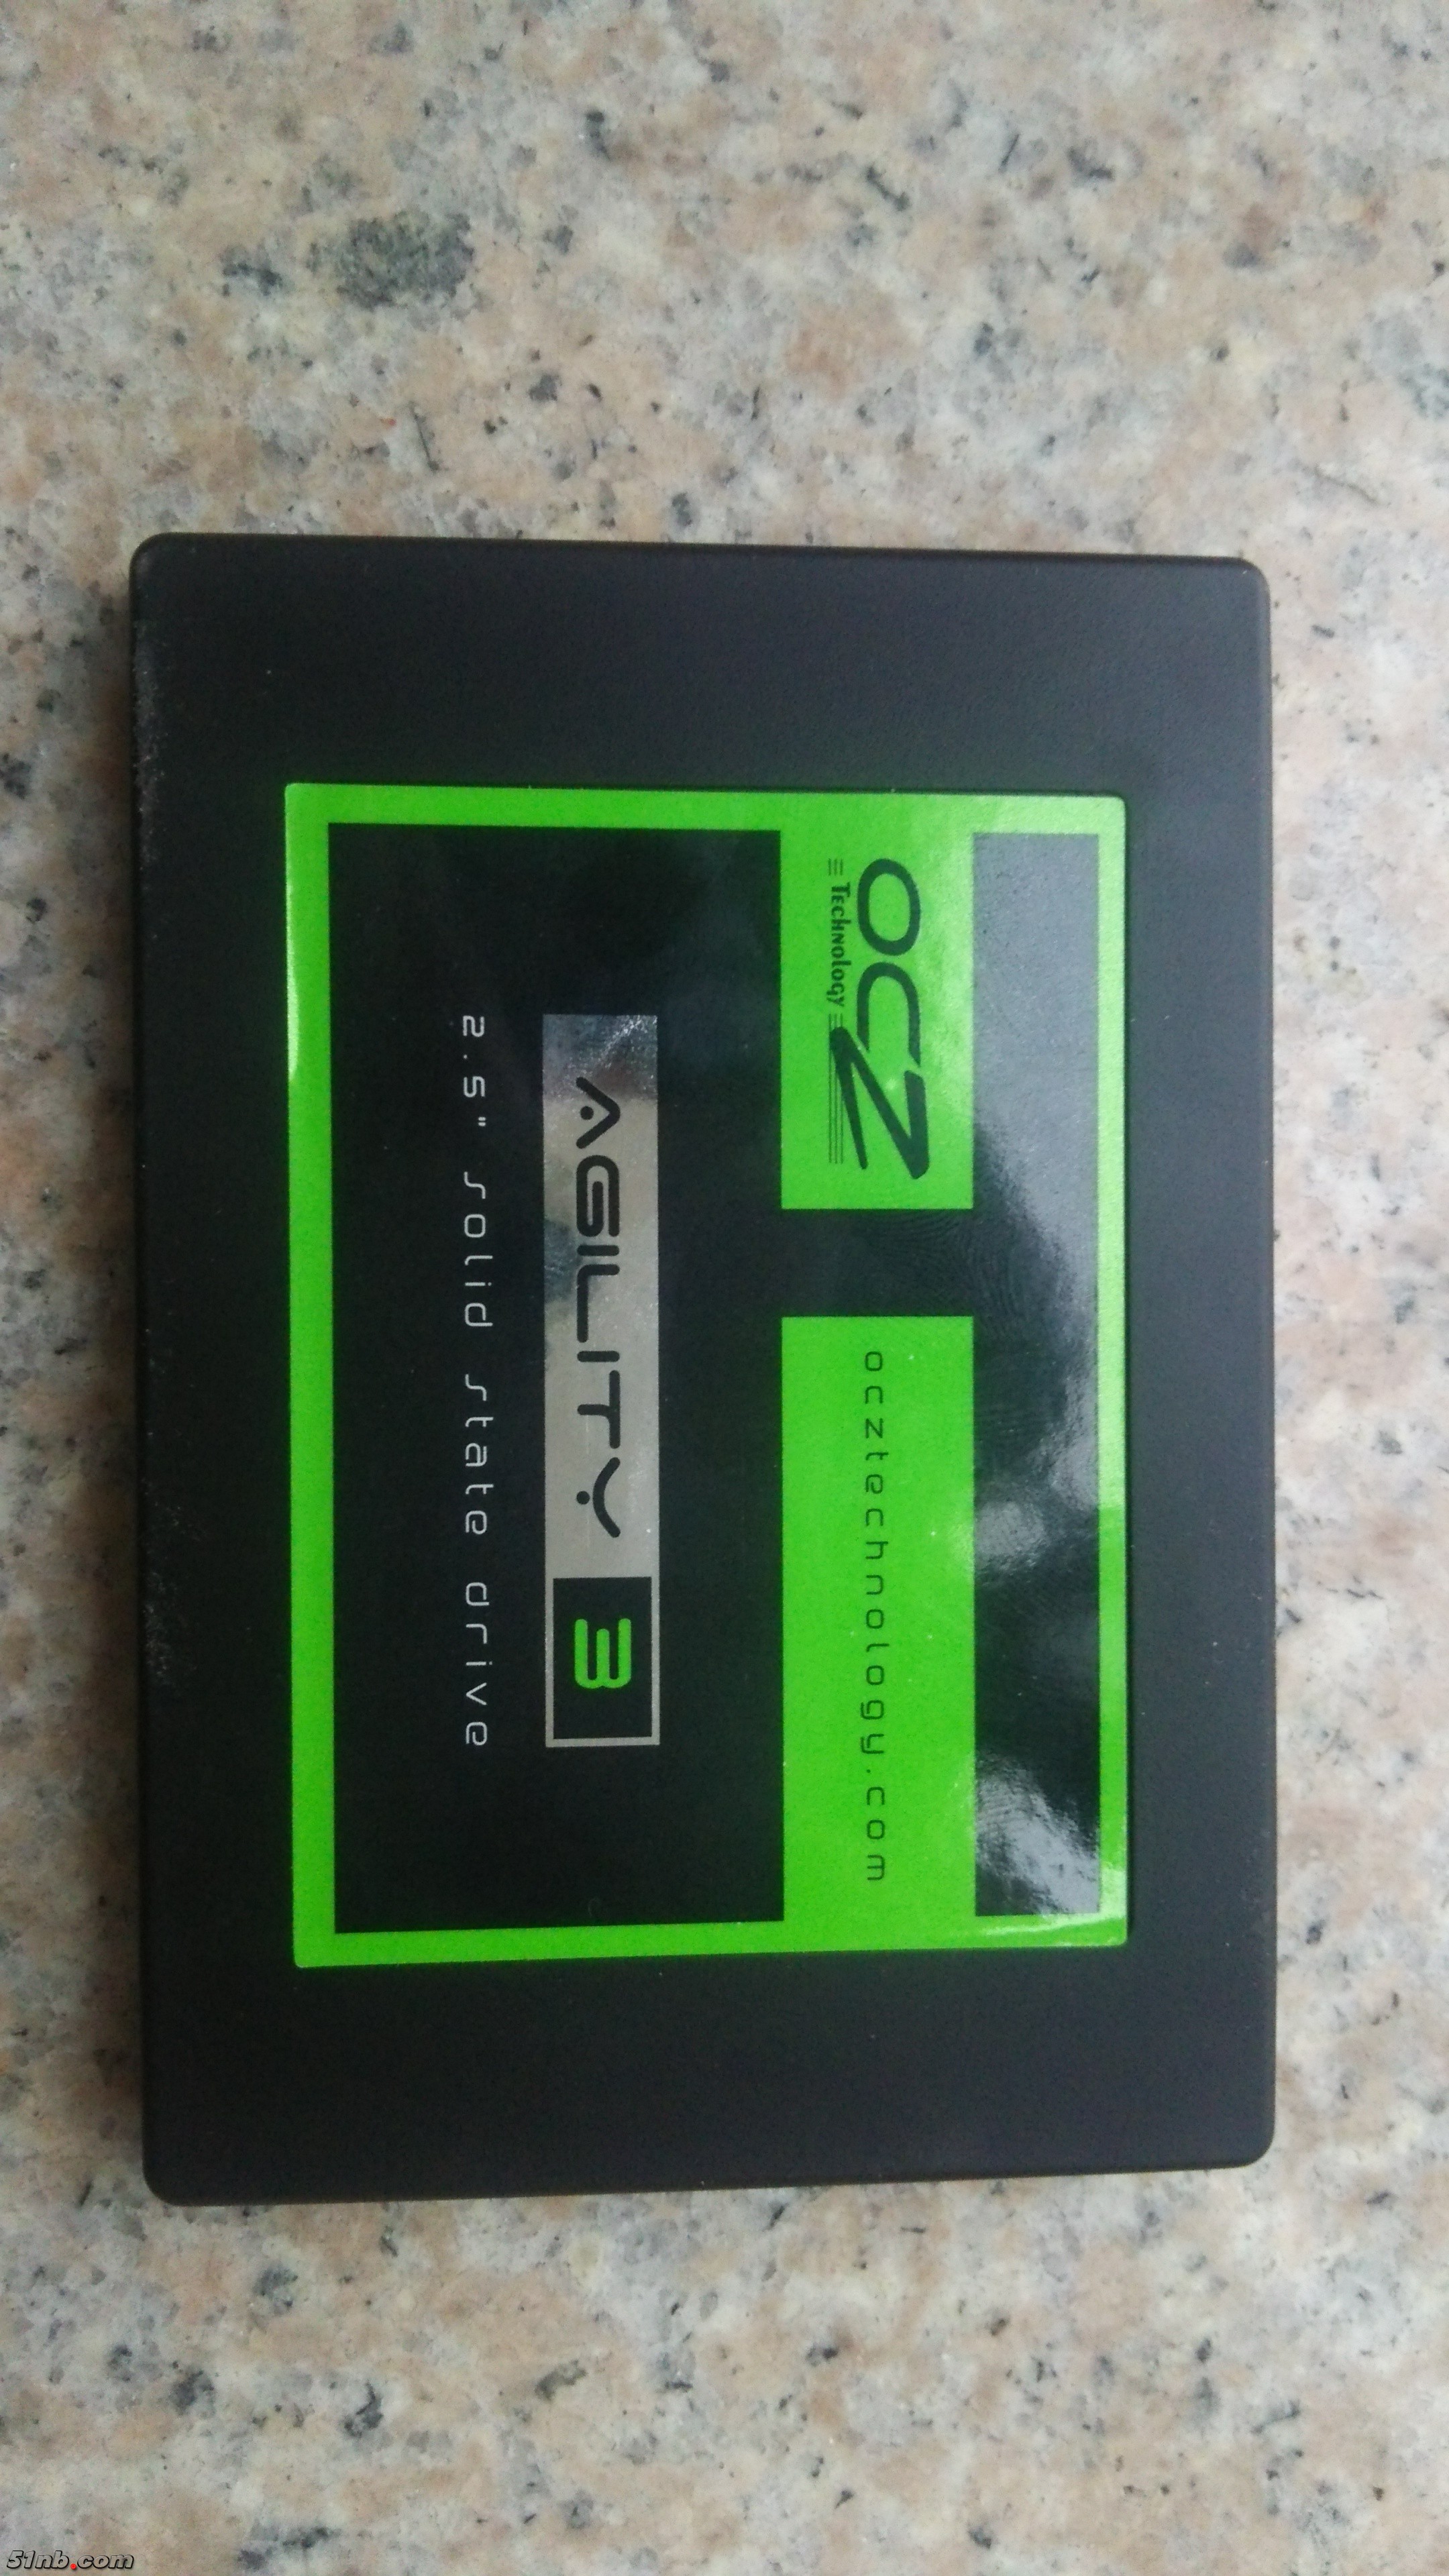 OCZ
Technology
ocztechnology.com
AGILITY 3
2.5" solid state drive
51nb.com